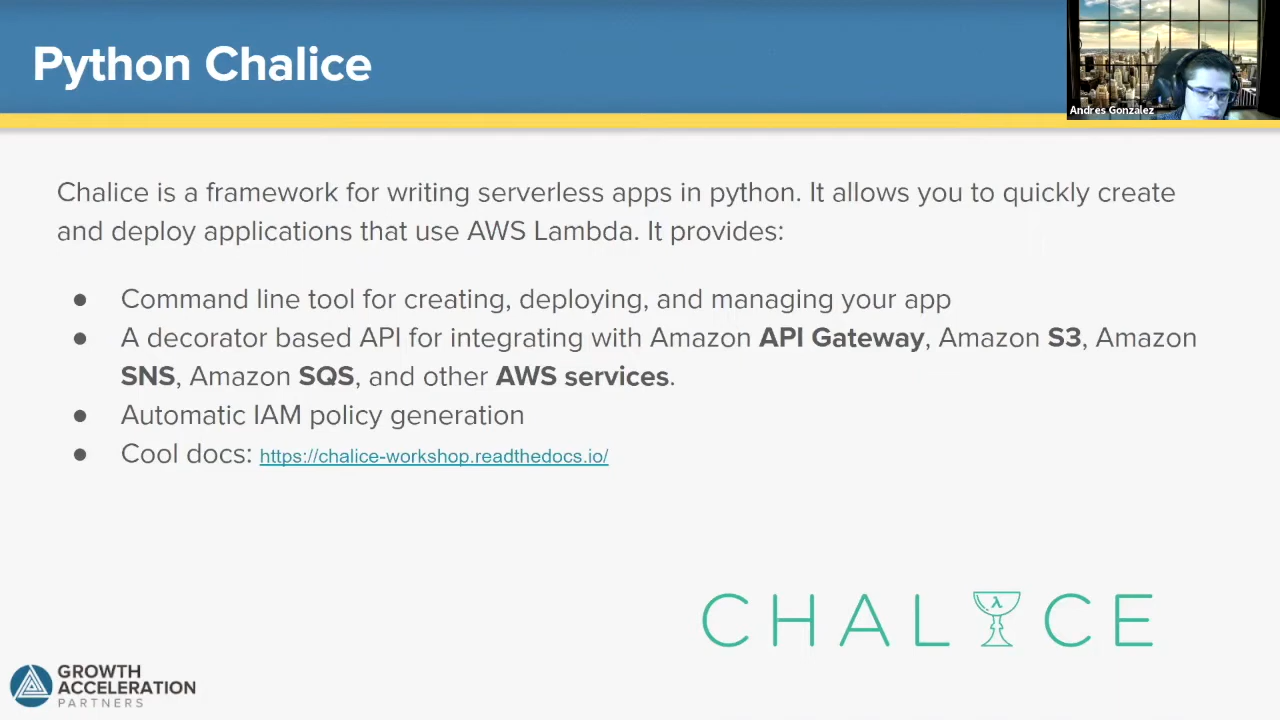 Python Chalice
Andres Gonzalez
Chalice is a framework for writing serverless apps in python. It allows you to quickly create
and deploy applications that use AWS Lambda. It provides:
● Command line tool for creating, deploying, and managing your app
● A decorator based API for integrating with Amazon API Gateway, Amazon S3, Amazon
SNS, Amazon SQS, and other AWS services.
● Automatic IAM policy generation
● Cool docs: https://chalice-workshop.readthedocs.io/
CHALICE
λ
GROWTH
ACCELERATION
PARTNERS